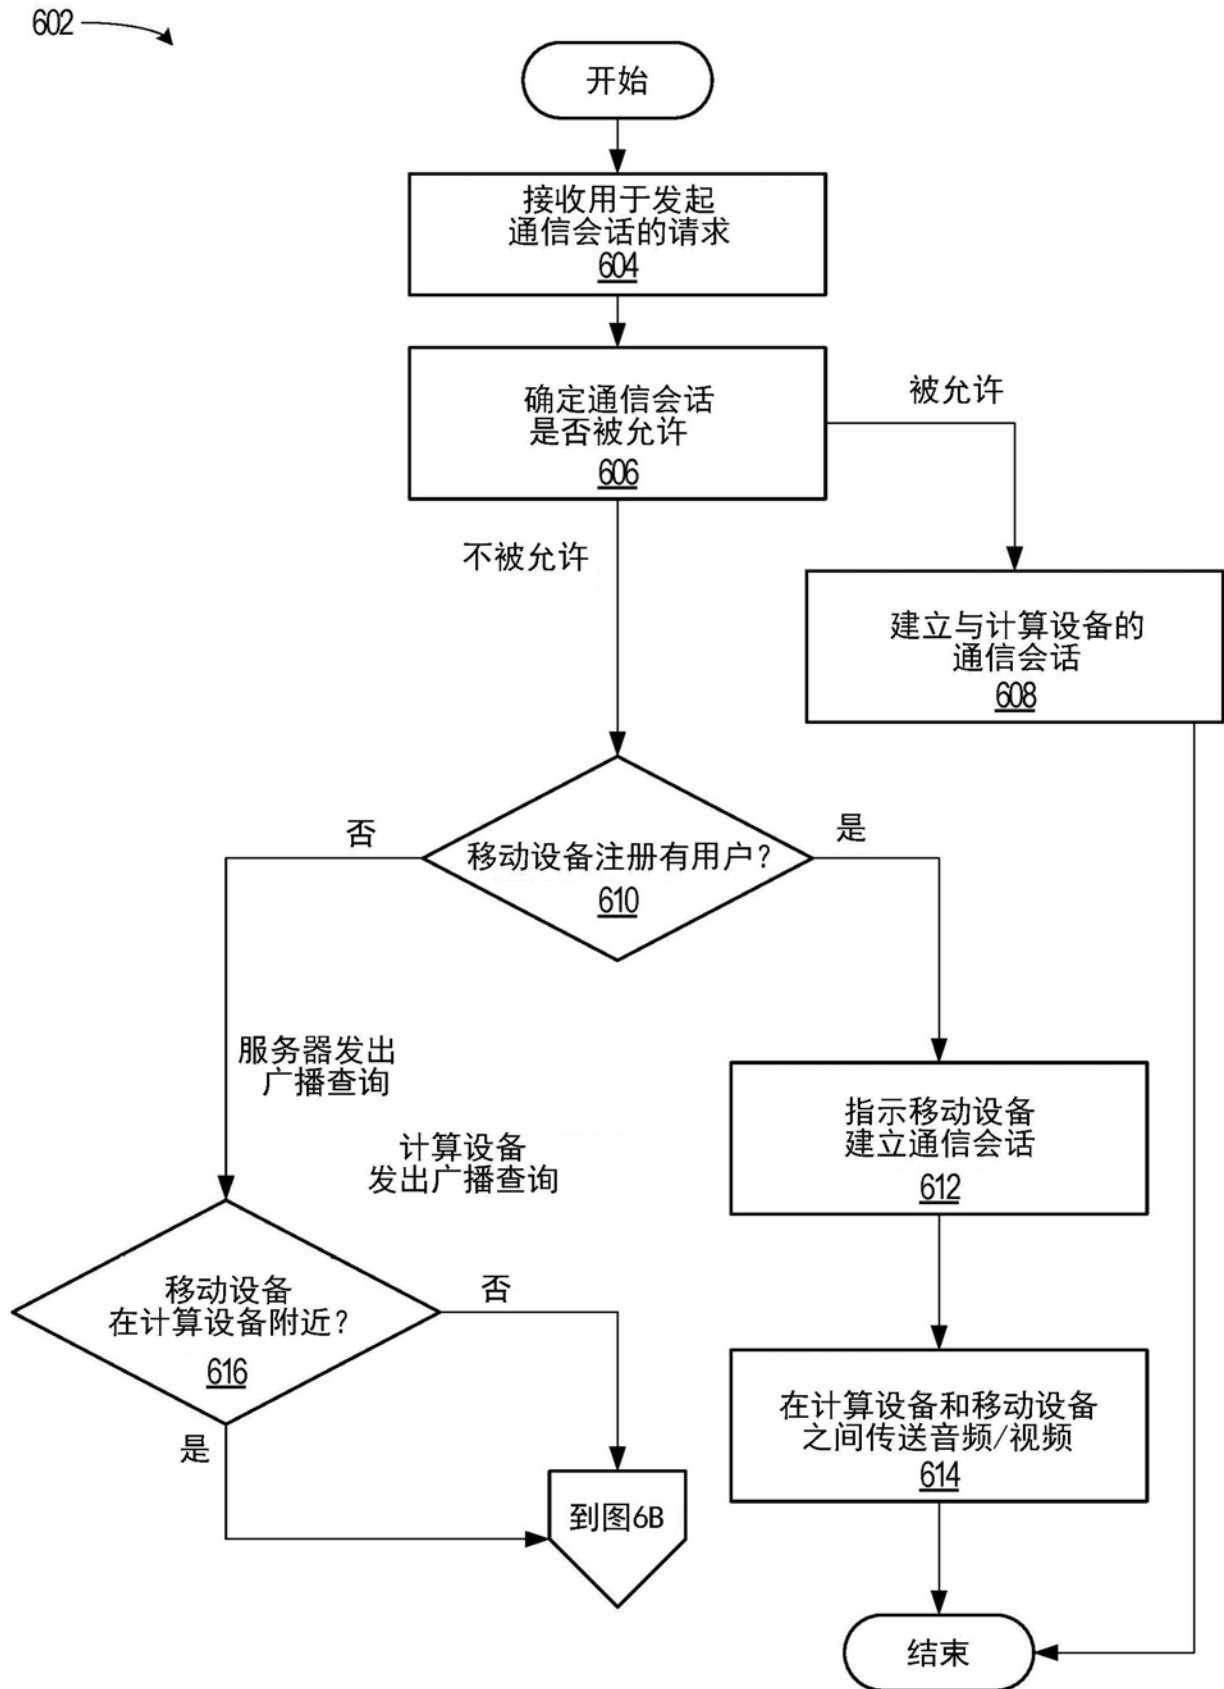 602
开始
接收用于发起
通信会话的请求
604
确定通信会话
是否被允许
606
被允许
不被允许
建立与计算设备的
通信会话
608
否
是
移动设备注册有用户?
610
服务器发出
广播查询
计算设备
发出广播查询
指示移动设备
建立通信会话
612
移动设备
在计算设备附近?
616
否
是
在计算设备和移动设备
之间传送音频/视频
614
到图6B
结束